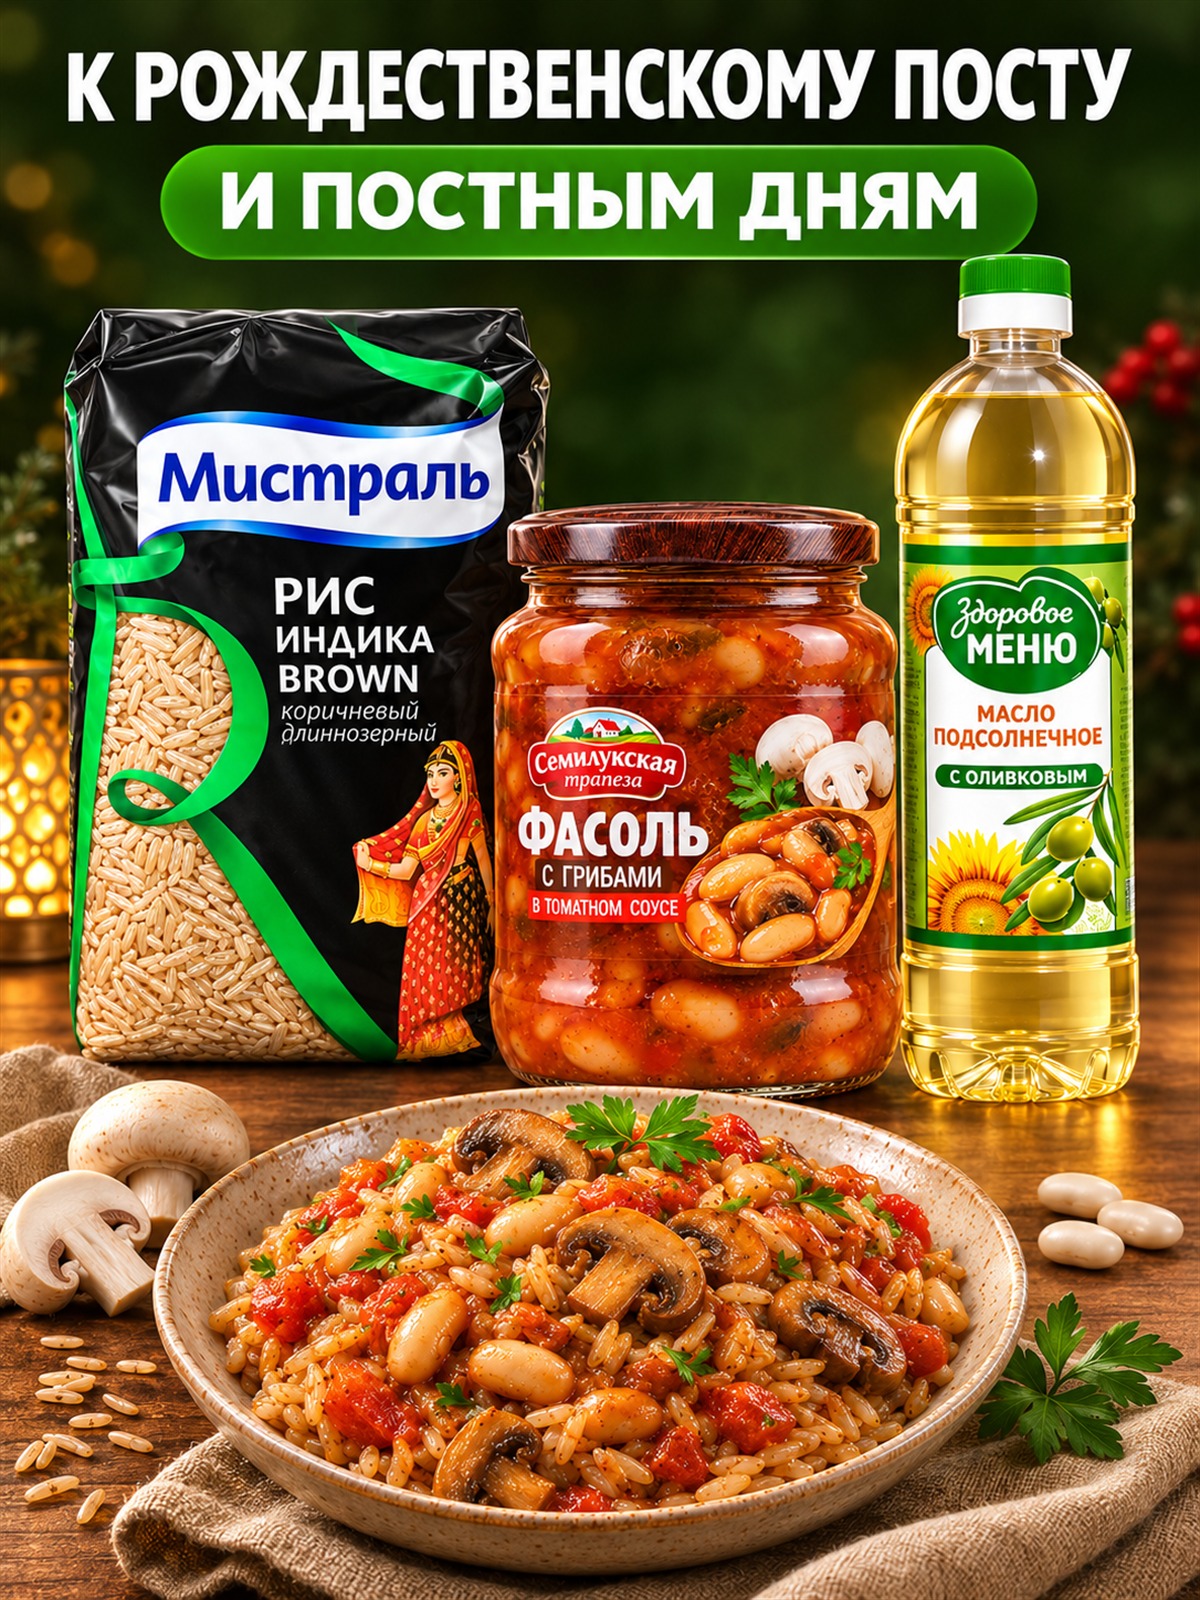 К РОЖДЕСТВЕНСКОМУ ПОСТУ
И ПОСТНЫМ ДНЯМ
Мистраль
РИС
ИНДИКА
BROWN
коричневый
длиннозерный
Семилукская
трапеза
ФАСОЛЬ
С ГРИБАМИ
В ТОМАТНОМ СОУСЕ
Здоровое
МЕНЮ
МАСЛО
ПОДСОЛНЕЧНОЕ
С ОЛИВКОВЫМ